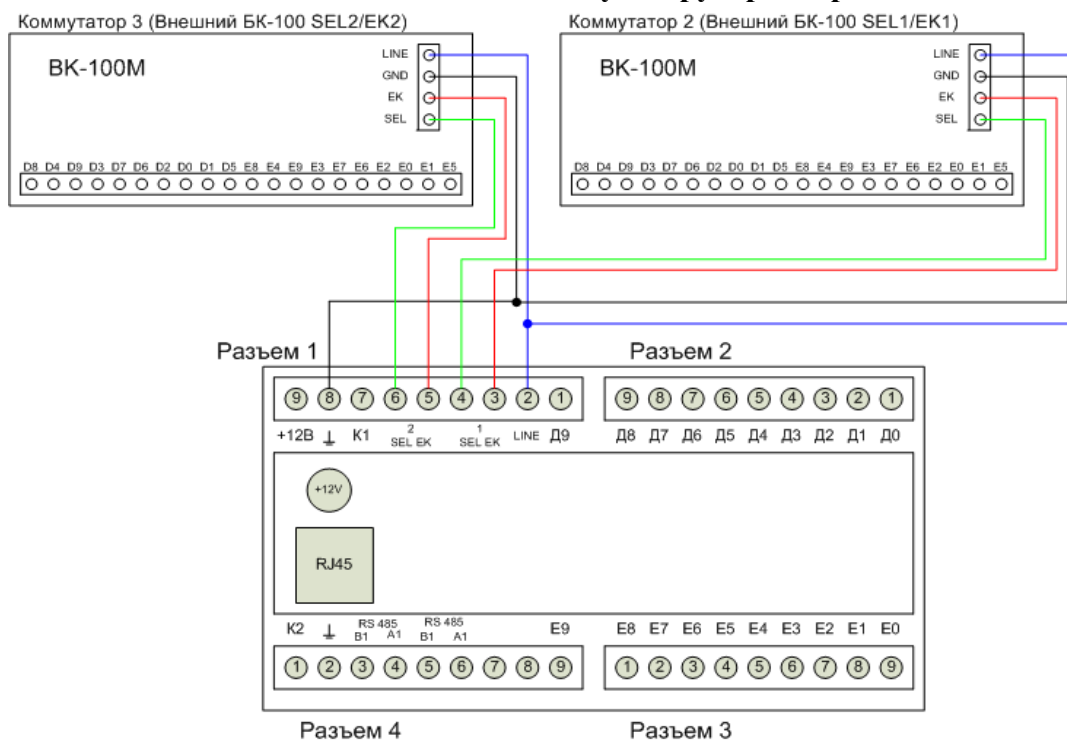 Коммутатор 3 (Внешний БК-100 SEL2/EK2)
Коммутатор 2 (Внешний БК-100 SEL1/EK1)
BK-100M
LINE
GND
EK
SEL
D8 D4 D9 D3 D7 D6 D2 D0 D1 D5 E8 E4 E9 E3 E7 E6 E2 E0 E1 E5
BK-100M
LINE
GND
EK
SEL
D8 D4 D9 D3 D7 D6 D2 D0 D1 D5 E8 E4 E9 E3 E7 E6 E2 E0 E1 E5
Разъем 1
Разъем 2
9 8 7 6 5 4 3 2 1
9 8 7 6 5 4 3 2 1
+12В К1 2 SEL EK 1 SEL EK LINE Д9
Д8 Д7 Д6 Д5 Д4 Д3 Д2 Д1 Д0
+12V
RJ45
К2 RS 485 B1 A1 RS 485 B1 A1 E9
E8 E7 E6 E5 E4 E3 E2 E1 E0
1 2 3 4 5 6 7 8 9
1 2 3 4 5 6 7 8 9
Разъем 4
Разъем 3